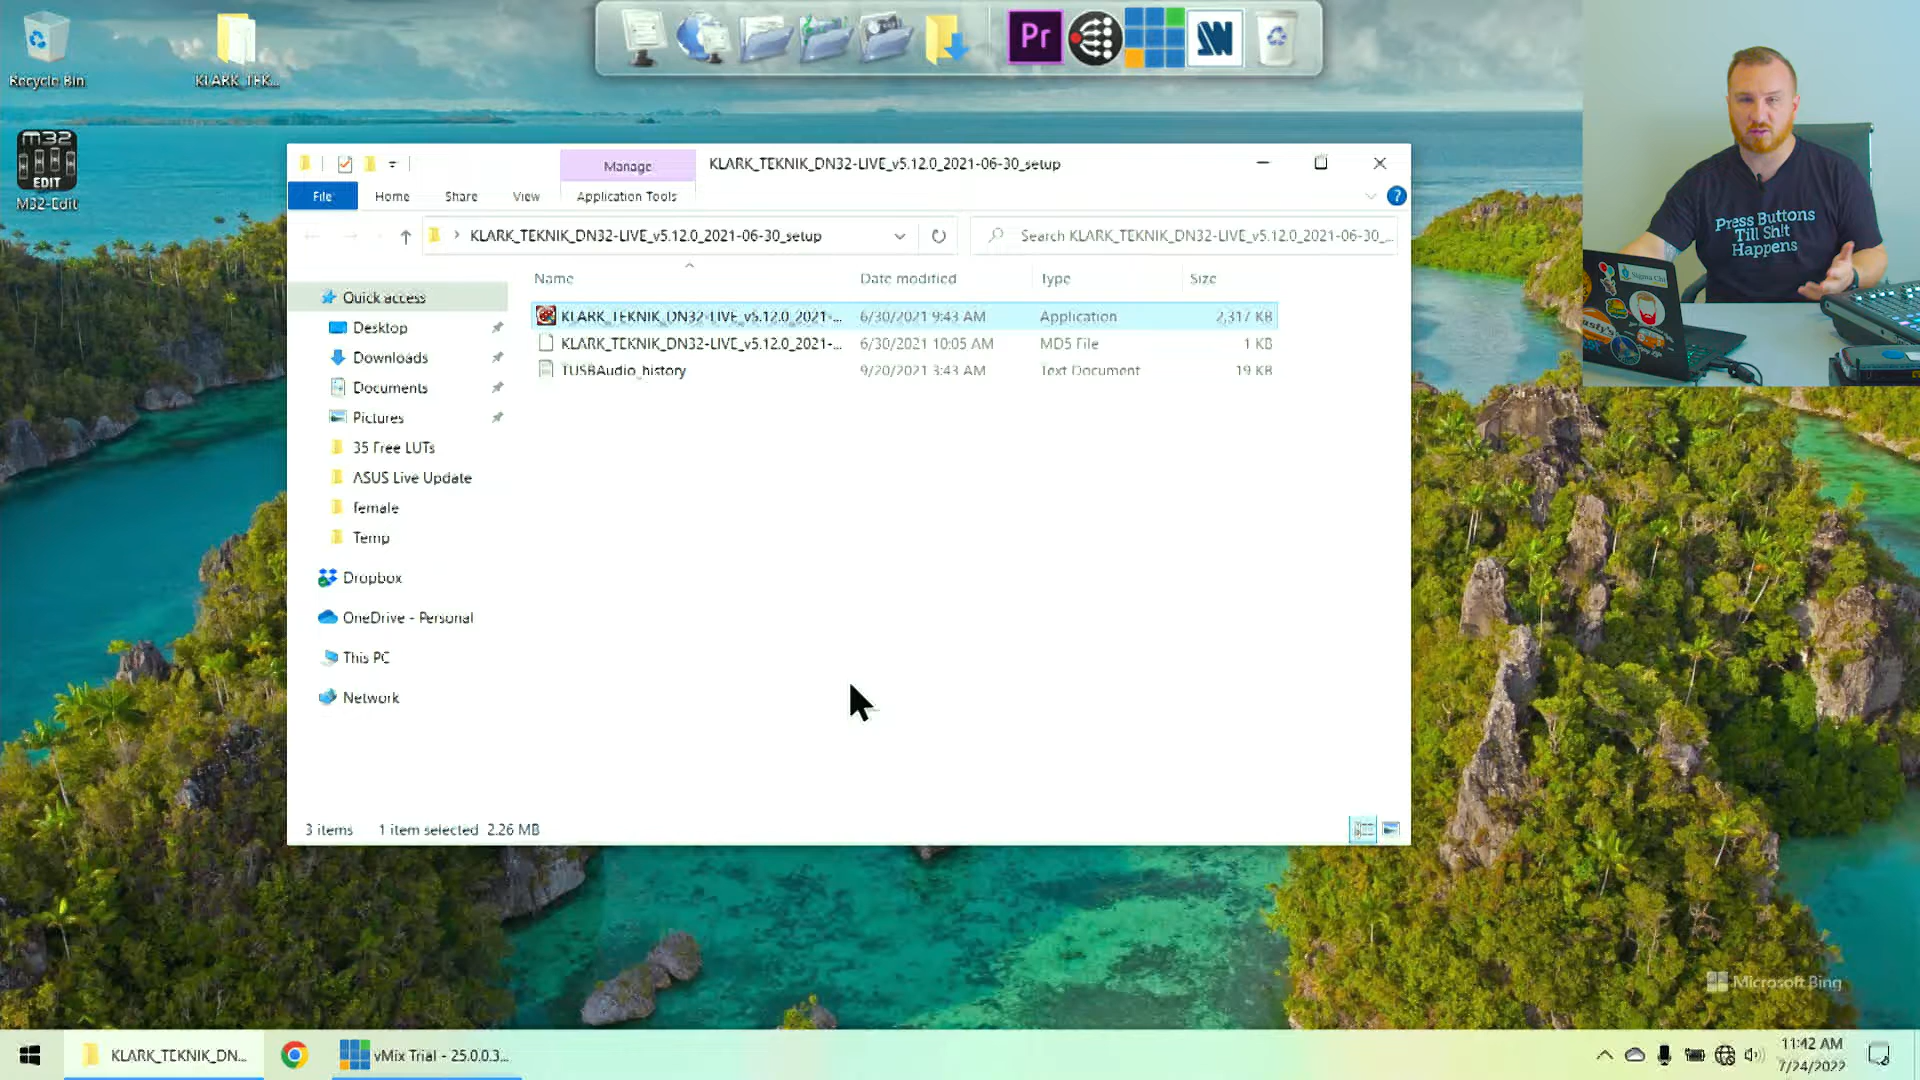 Recycle Bin
KLARK_TEK...
M32
EDIT
M32-Edit
Pr
Manage
KLARK_TEKNIK_DN32-LIVE_v5.12.0_2021-06-30_setup
File
Home
Share
View
Application Tools
?
KLARK_TEKNIK_DN32-LIVE_v5.12.0_2021-06-30_setup
Search KLARK_TEKNIK_DN32-LIVE_v5.12.0_2021-06-30_...
Name
Date modified
Type
Size
KLARK_TEKNIK_DN32-LIVE_v5.12.0_2021-...
6/30/2021 9:43 AM
Application
2,317 KB
KLARK_TEKNIK_DN32-LIVE_v5.12.0_2021-...
6/30/2021 10:05 AM
MD5 File
1 KB
TUSBAudio_history
9/20/2021 3:43 AM
Text Document
19 KB
Quick access
Desktop
Downloads
Documents
Pictures
35 Free LUTs
ASUS Live Update
female
Temp
Dropbox
OneDrive - Personal
This PC
Network
3 items
1 item selected 2.26 MB
Press Buttons
Till Sh!t
Happens
Sigma Chi
Microsoft Bing
KLARK_TEKNIK_DN...
vMix Trial - 25.0.0.3...
11:42 AM
7/24/2022